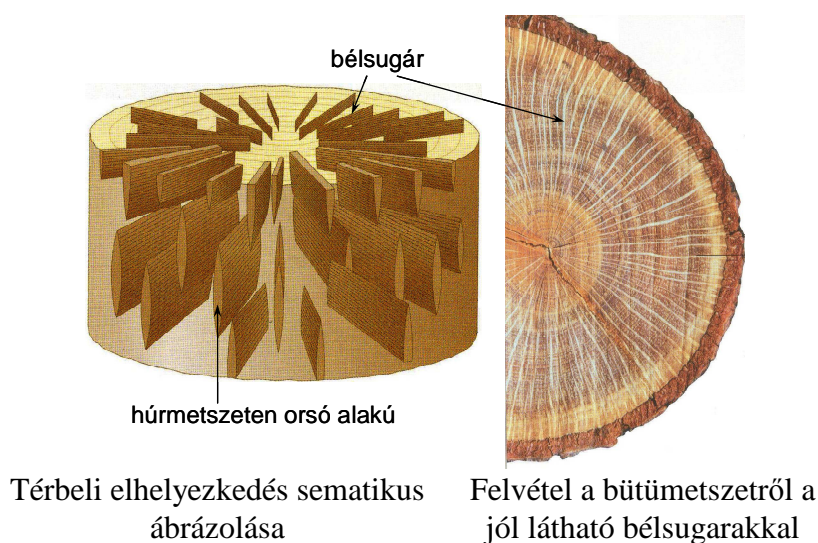 bélsugár
húrmetszeten orsó alakú
Térbeli elhelyezkedés sematikus
ábrázolása
Felvétel a bütümetszetről a
jól látható bélsugarakkal